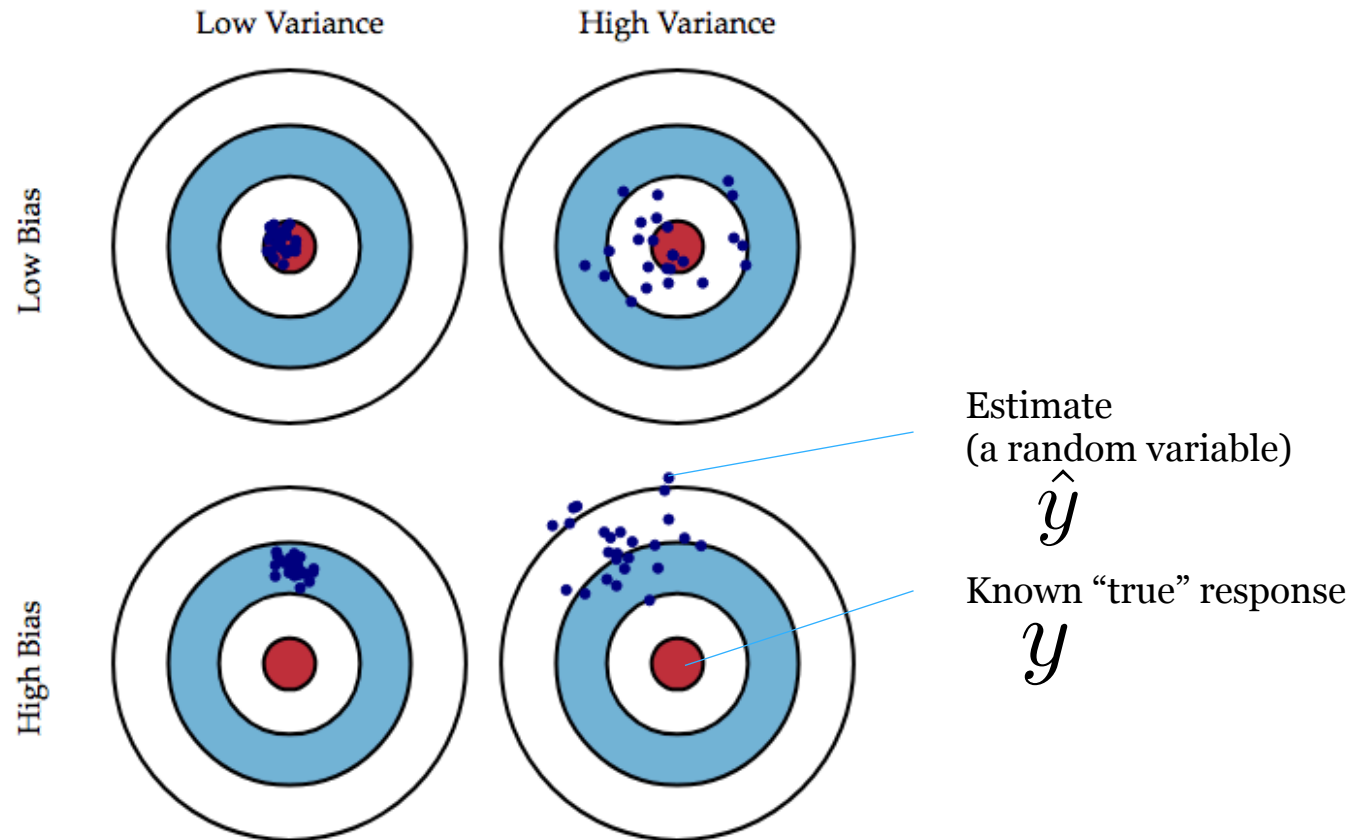 Low Variance
High Variance
Low Bias
High Bias
Estimate
(a random variable)
ŷ
Known “true” response
y